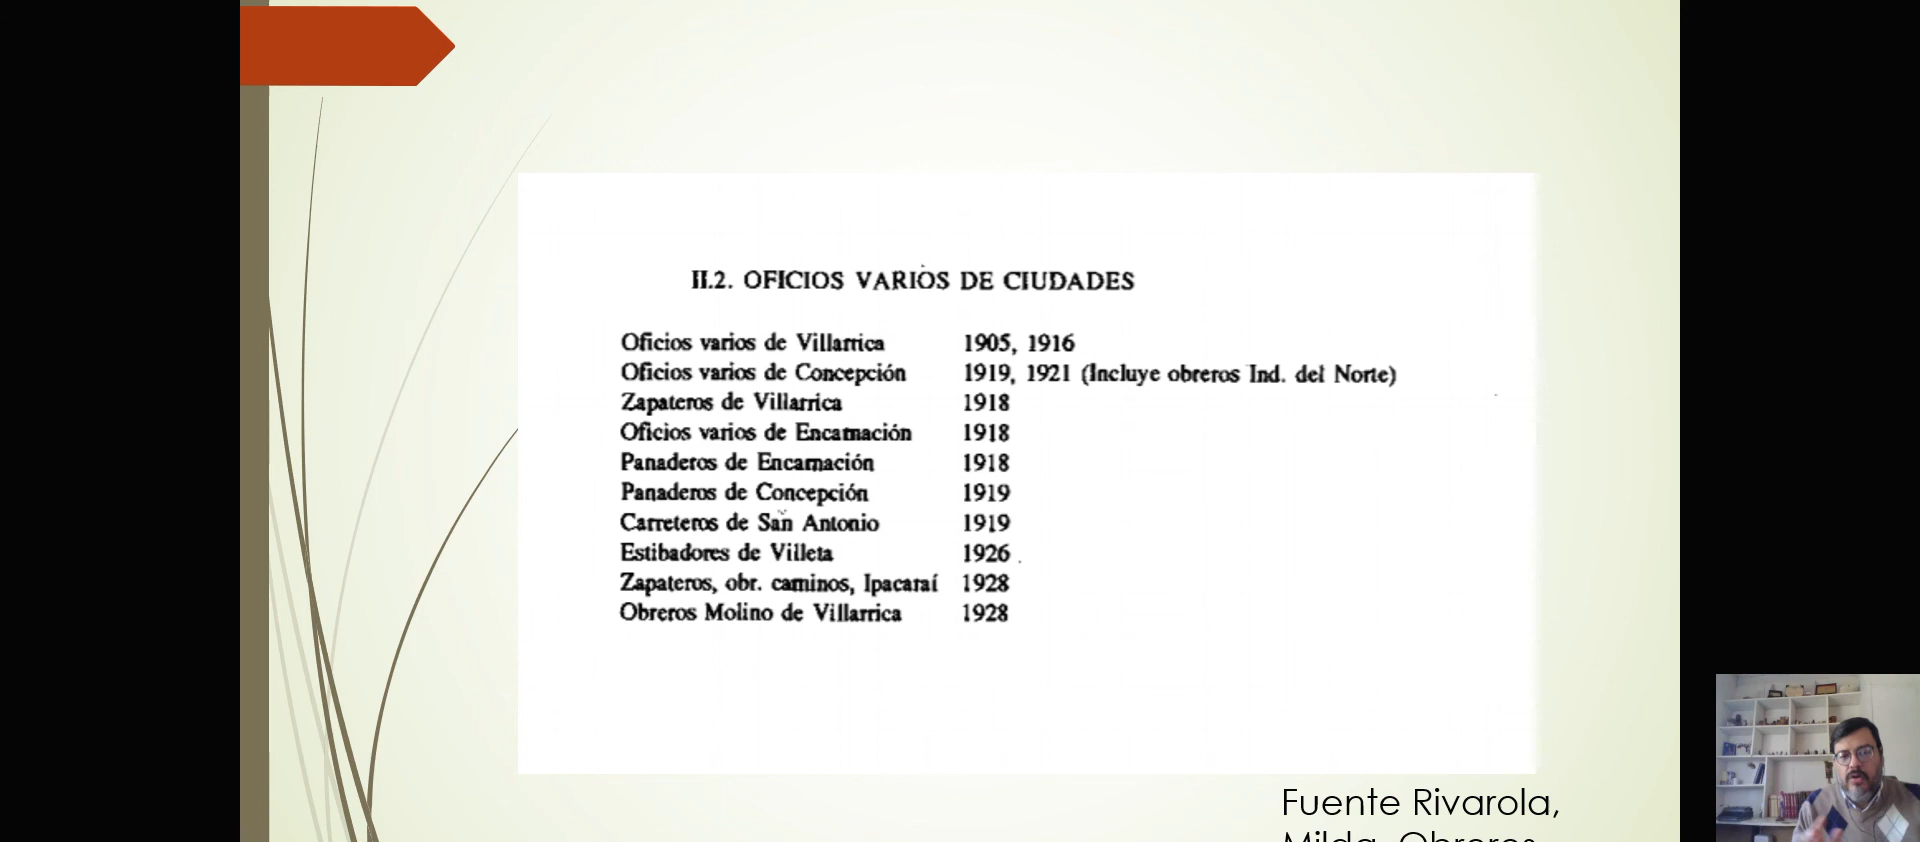 II.2. OFICIOS VARIOS DE CIUDADES
Oficios varios de Villarrica 1905, 1916
Oficios varios de Concepción 1919, 1921 (Incluye obreros Ind. del Norte)
Zapateros de Villarrica 1918
Oficios varios de Encarnación 1918
Panaderos de Encarnación 1918
Panaderos de Concepción 1919
Carreteros de San Antonio 1919
Estibadores de Villeta 1926
Zapateros, obr. caminos, Ipacaraí 1928
Obreros Molino de Villarrica 1928
Fuente Rivarola,
Milda. Obreros